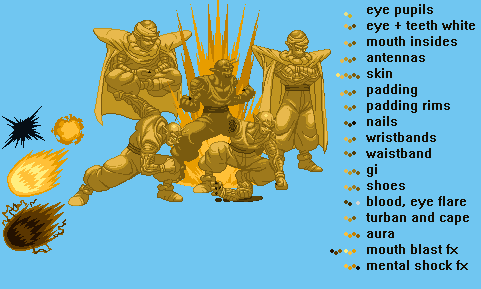 eye pupils
eye + teeth white
mouth insides
antennas
skin
padding
padding rims
nails
wristbands
waistband
gi
shoes
blood, eye flare
turban and cape
aura
mouth blast fx
mental shock fx